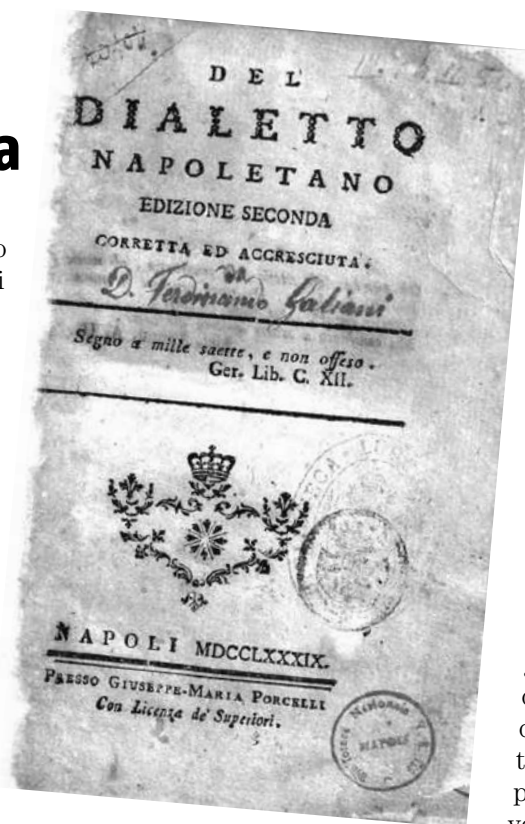 DEL
DIALETTO
NAPOLETANO
EDIZIONE SECONDA
CORRETTA ED ACCRESCIUTA.
D. Ferdinando Galiani
Segno a mille saette, e non offeso.
Ger. Lib. C. XII.
NAPOLI MDCCLXXXIX.
PRESSO GIUSEPPE-MARIA PORCELLI
Con Licenza de' Superiori.
NAPOLI